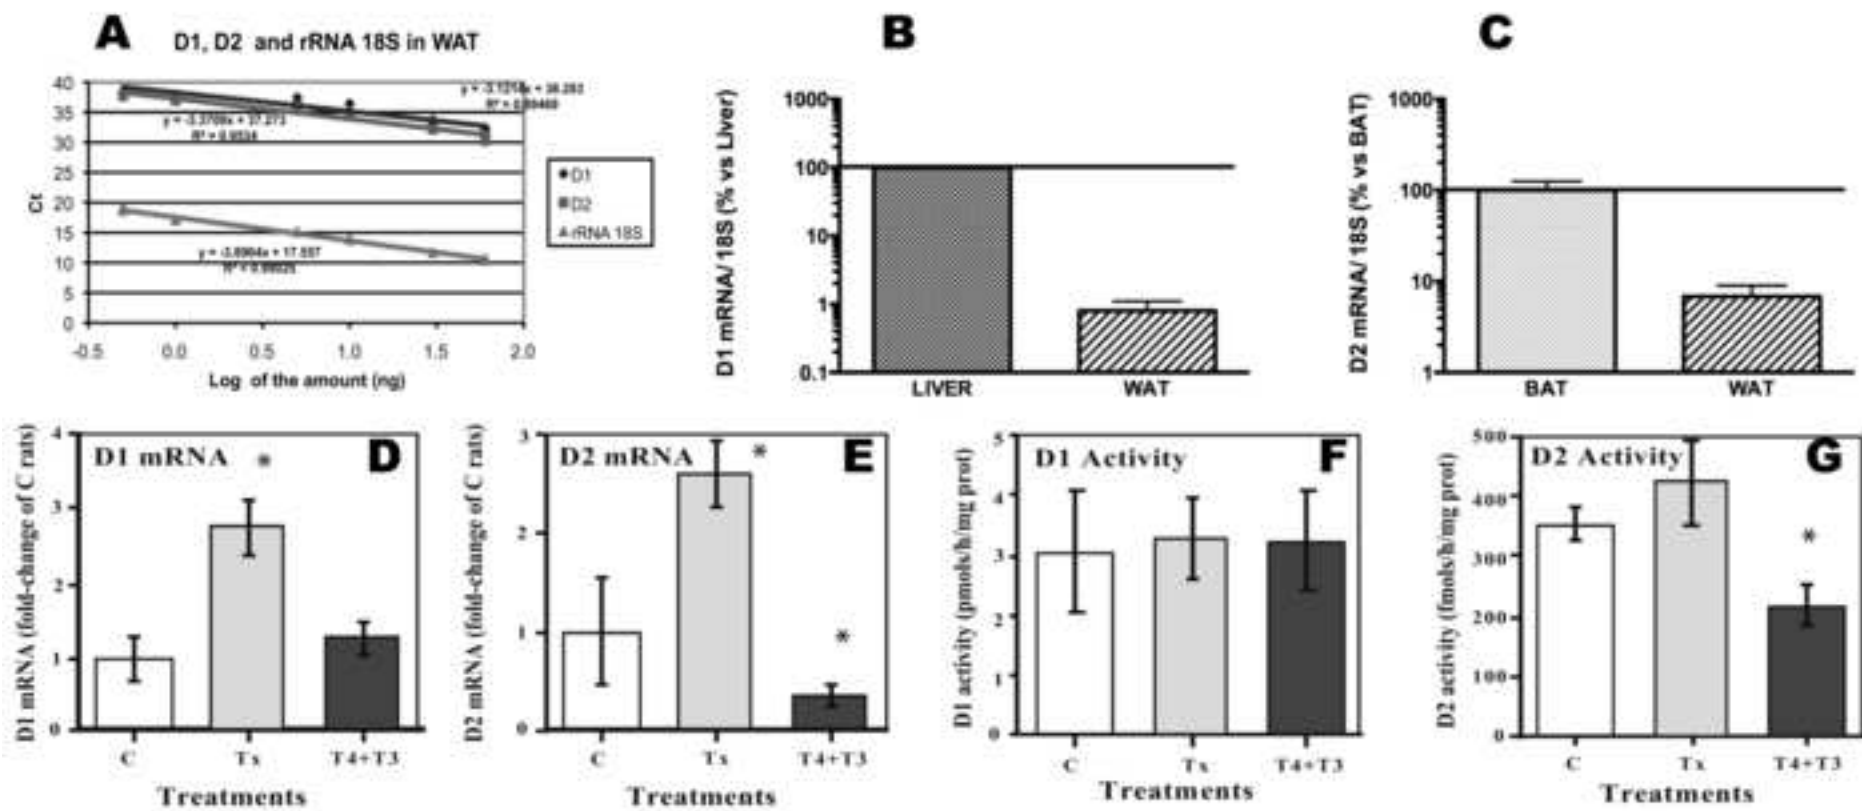 A
D1, D2 and rRNA 18S in WAT
40
35
30
25
20
15
10
5
0
Ct
-0.5 0.0 0.5 1.0 1.5 2.0
Log of the amount (ng)
D1
D2
rRNA 18S
B
D1 mRNA/ 18S (% vs Liver)
1000
100
10
1
0.1
LIVER WAT
C
D2 mRNA/ 18S (% vs BAT)
1000
100
10
1
BAT WAT
D
D1 mRNA
*
D1 mRNA (fold-change of C rats)
4
3
2
1
0
C Tx T4+T3
Treatments
E
D2 mRNA
*
*
D2 mRNA (fold-change of C rats)
3
2
1
0
C Tx T4+T3
Treatments
F
D1 Activity
D1 activity (pmols/h/mg prot)
5
4
3
2
1
0
C Tx T4+T3
Treatments
G
D2 Activity
*
D2 activity (fmols/h/mg prot)
500
400
300
200
100
0
C Tx T4+T3
Treatments